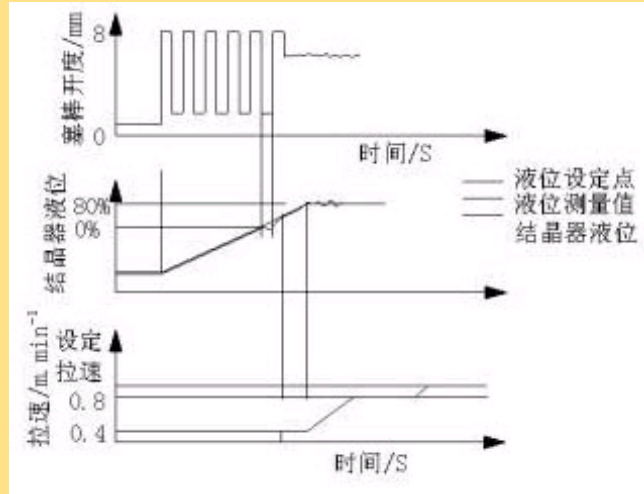 塞棒开度/mm
8
0
时间/S
结晶器液位
80%
0%
液位设定点
液位测量值
结晶器液位
拉速/m min⁻¹
设定
拉速
0.8
0.4
时间/S